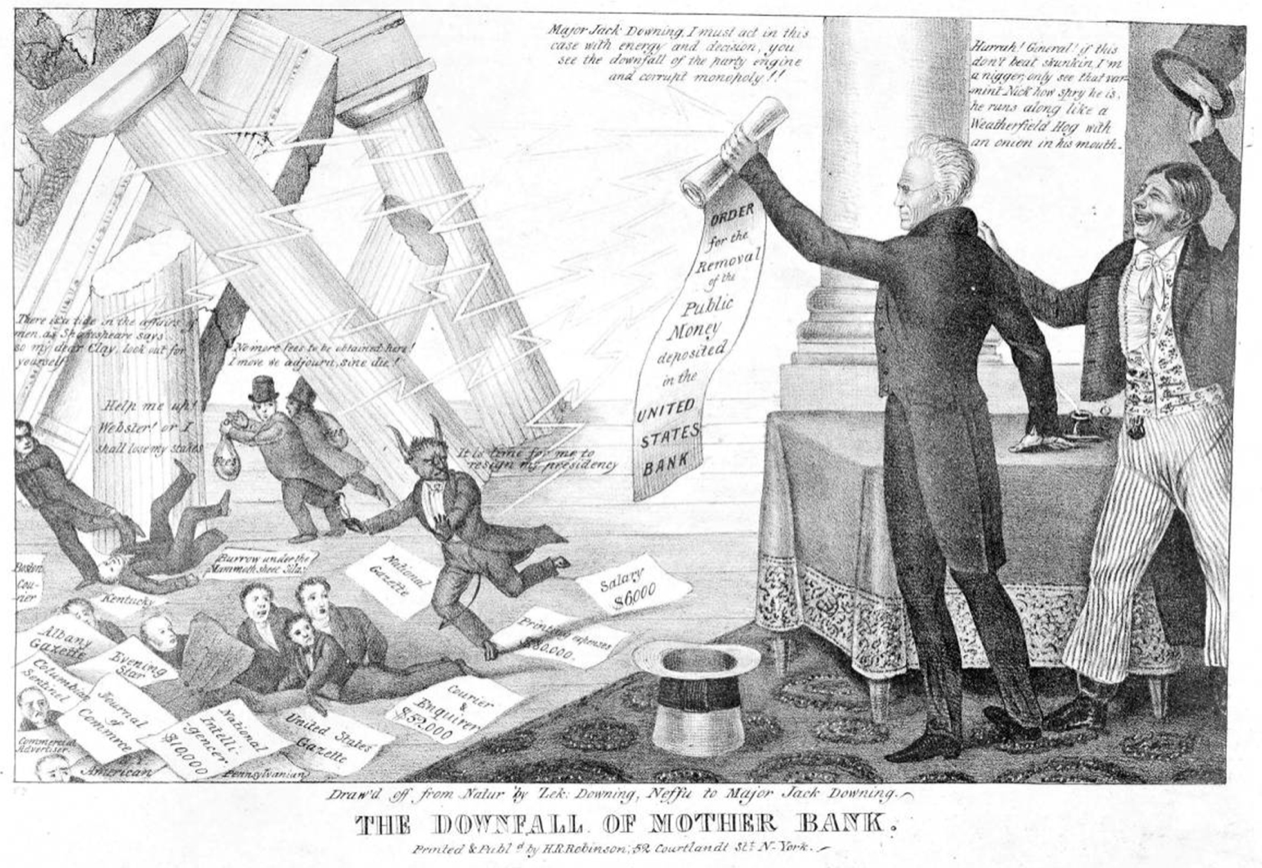 Major Jack Downing. I must act in this
case with energy and decision, you
see the downfall of the party engine
and corrupt monopoly!!
Hurrah! General! if this
don't beat skunkin, I'm
a nigger, only see that var-
mint Nick how spry he is,
he runs along like a
Weatherfield Hog with
an onion in his mouth.
ORDER
for the
Removal
of the
Public
Money
deposited
in the
UNITED
STATES
BANK
There is a tide in the affairs of
men, as Shakespeare says
so my dear Clay, look out for
yourself
No more fees to be obtained here!
I move we adjourn, sine die!
Help me up!
Webster! or I
shall lose my stakes
Fees
It is time for me to
resign my presidency
Boston
Cou-
rier
Burrow under the
Mammoth sheet Silas
Kentucky
National
Gazette
Salary
$6000
Printing expenses
$80.000.
Albany
Gazette
Evening
Star
Columbian
Sentinel
Journal
of
Commrce
National
Intelli-
gencer
$10000
United States
Gazette
Courier
&
Enquirer
$52.000
Commercial
Advertiser
American
Pennsylvanian
Draw'd off from Natur by Zek: Downing, Neffu to Major Jack Downing.
THE DOWNFALL OF MOTHER BANK.
Printed & Publd by H.R. Robinson, 52 Courtlandt St. N-York.